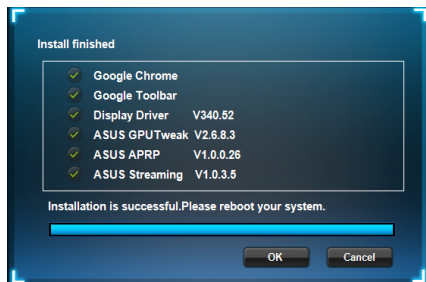 Install finished
Google Chrome
Google Toolbar
Display Driver V340.52
ASUS GPUTweak V2.6.8.3
ASUS APRP V1.0.0.26
ASUS Streaming V1.0.3.5
Installation is successful.Please reboot your system.
OK Cancel